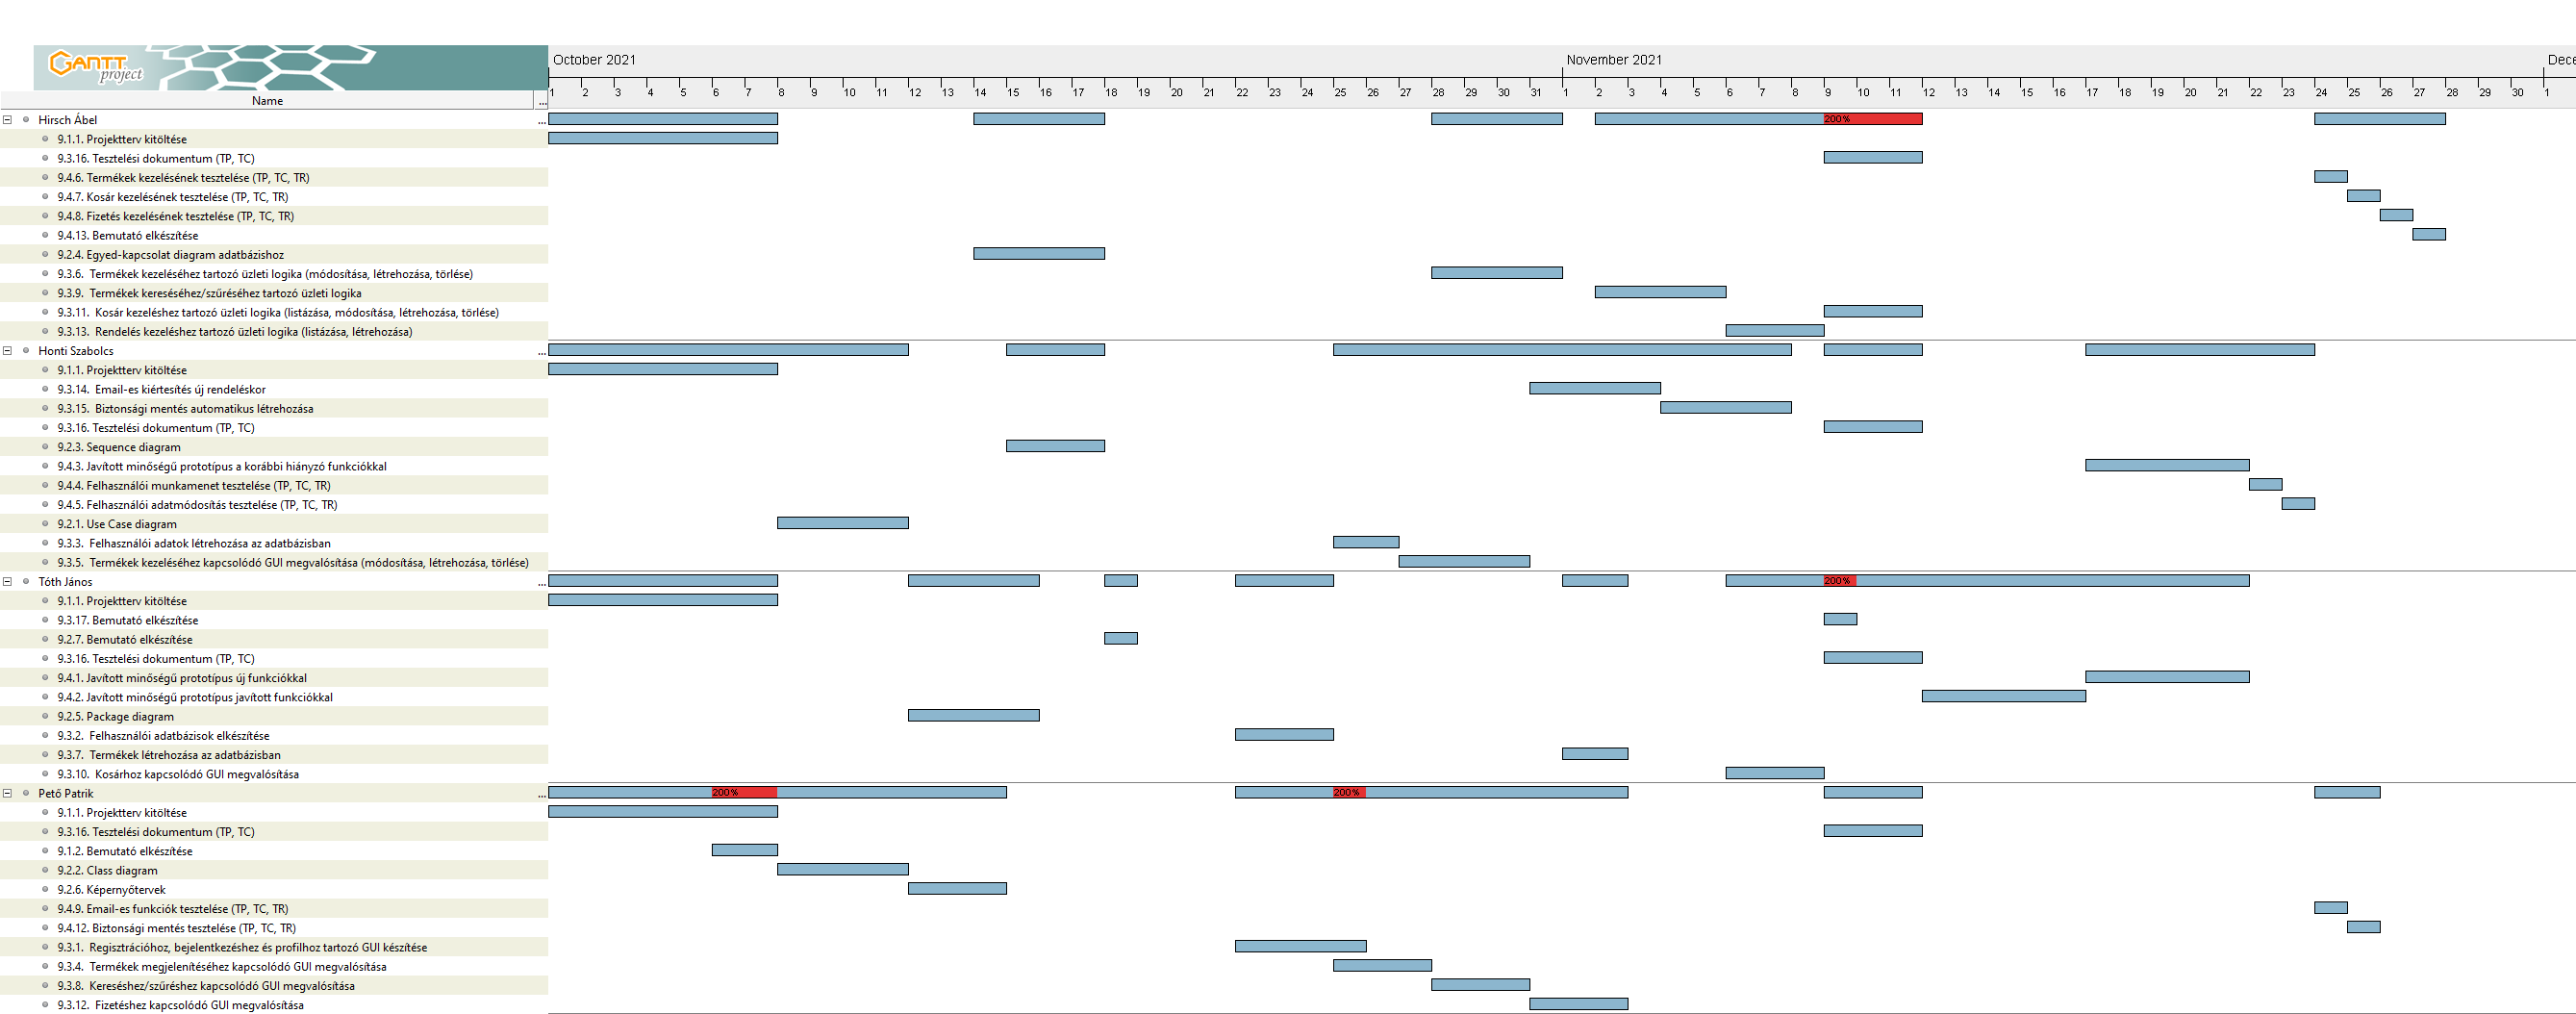 GANTT
project
October 2021
November 2021
Dece
Name
...
1 2 3 4 5 6 7 8 9 10 11 12 13 14 15 16 17 18 19 20 21 22 23 24 25 26 27 28 29 30 31 1 2 3 4 5 6 7 8 9 10 11 12 13 14 15 16 17 18 19 20 21 22 23 24 25 26 27 28 29 30 1
Hirsch Ábel ... 200%
9.1.1. Projektterv kitöltése
9.3.16. Tesztelési dokumentum (TP, TC)
9.4.6. Termékek kezelésének tesztelése (TP, TC, TR)
9.4.7. Kosár kezelésének tesztelése (TP, TC, TR)
9.4.8. Fizetés kezelésének tesztelése (TP, TC, TR)
9.4.13. Bemutató elkészítése
9.2.4. Egyed-kapcsolat diagram adatbázishoz
9.3.6. Termékek kezeléséhez tartozó üzleti logika (módosítása, létrehozása, törlése)
9.3.9. Termékek kereséséhez/szűréséhez tartozó üzleti logika
9.3.11. Kosár kezeléshez tartozó üzleti logika (listázása, módosítása, létrehozása, törlése)
9.3.13. Rendelés kezeléshez tartozó üzleti logika (listázása, létrehozása)
Honti Szabolcs ...
9.1.1. Projektterv kitöltése
9.3.14. Email-es kiértesítés új rendeléskor
9.3.15. Biztonsági mentés automatikus létrehozása
9.3.16. Tesztelési dokumentum (TP, TC)
9.2.3. Sequence diagram
9.4.3. Javított minőségű prototípus a korábbi hiányzó funkciókkal
9.4.4. Felhasználói munkamenet tesztelése (TP, TC, TR)
9.4.5. Felhasználói adatmódosítás tesztelése (TP, TC, TR)
9.2.1. Use Case diagram
9.3.3. Felhasználói adatok létrehozása az adatbázisban
9.3.5. Termékek kezeléséhez kapcsolódó GUI megvalósítása (módosítása, létrehozása, törlése)
Tóth János ... 200%
9.1.1. Projektterv kitöltése
9.3.17. Bemutató elkészítése
9.2.7. Bemutató elkészítése
9.3.16. Tesztelési dokumentum (TP, TC)
9.4.1. Javított minőségű prototípus új funkciókkal
9.4.2. Javított minőségű prototípus javított funkciókkal
9.2.5. Package diagram
9.3.2. Felhasználói adatbázisok elkészítése
9.3.7. Termékek létrehozása az adatbázisban
9.3.10. Kosárhoz kapcsolódó GUI megvalósítása
Pető Patrik ... 200% 200%
9.1.1. Projektterv kitöltése
9.3.16. Tesztelési dokumentum (TP, TC)
9.1.2. Bemutató elkészítése
9.2.2. Class diagram
9.2.6. Képernyőtervek
9.4.9. Email-es funkciók tesztelése (TP, TC, TR)
9.4.12. Biztonsági mentés tesztelése (TP, TC, TR)
9.3.1. Regisztrációhoz, bejelentkezéshez és profilhoz tartozó GUI készítése
9.3.4. Termékek megjelenítéséhez kapcsolódó GUI megvalósítása
9.3.8. Kereséshez/szűréshez kapcsolódó GUI megvalósítása
9.3.12. Fizetéshez kapcsolódó GUI megvalósítása